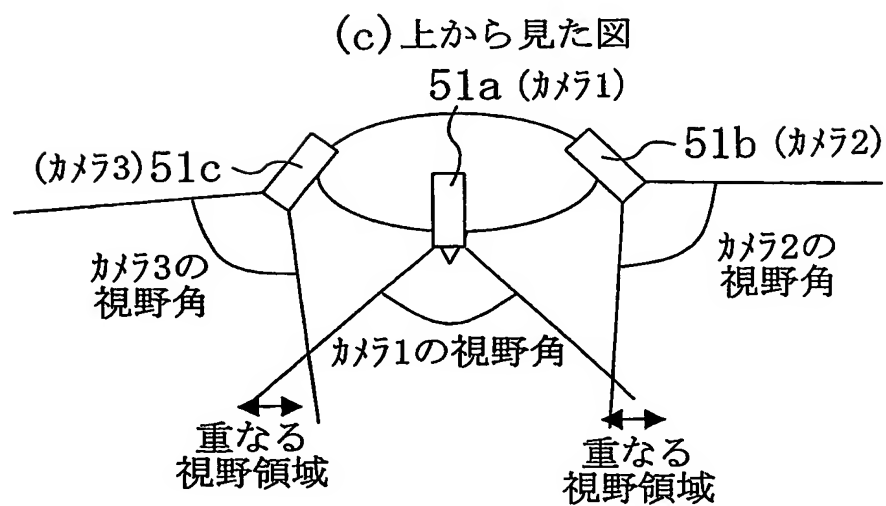 (c)上から見た図
51a (ｶﾒﾗ1)
(ｶﾒﾗ3) 51c
51b (ｶﾒﾗ2)
ｶﾒﾗ3の
視野角
ｶﾒﾗ2の
視野角
ｶﾒﾗ1の視野角
重なる
視野領域
重なる
視野領域